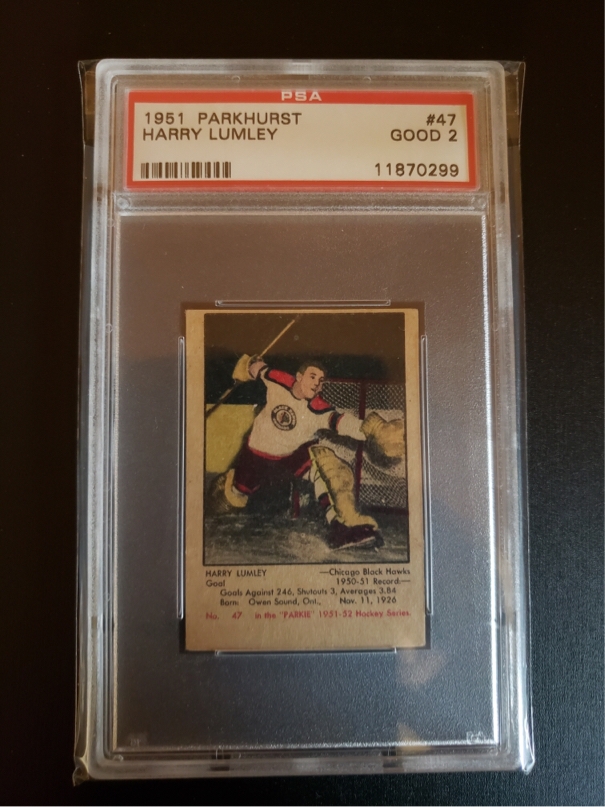 PSA
1951 PARKHURST #47
HARRY LUMLEY GOOD 2
11870299
HARRY LUMLEY —Chicago Black Hawks
Goal 1950-51 Record:—
Goals Against 246, Shutouts 3, Averages 3.84
Born: Owen Sound, Ont., Nov. 11, 1926
No. 47 in the "PARKIE" 1951-52 Hockey Series.